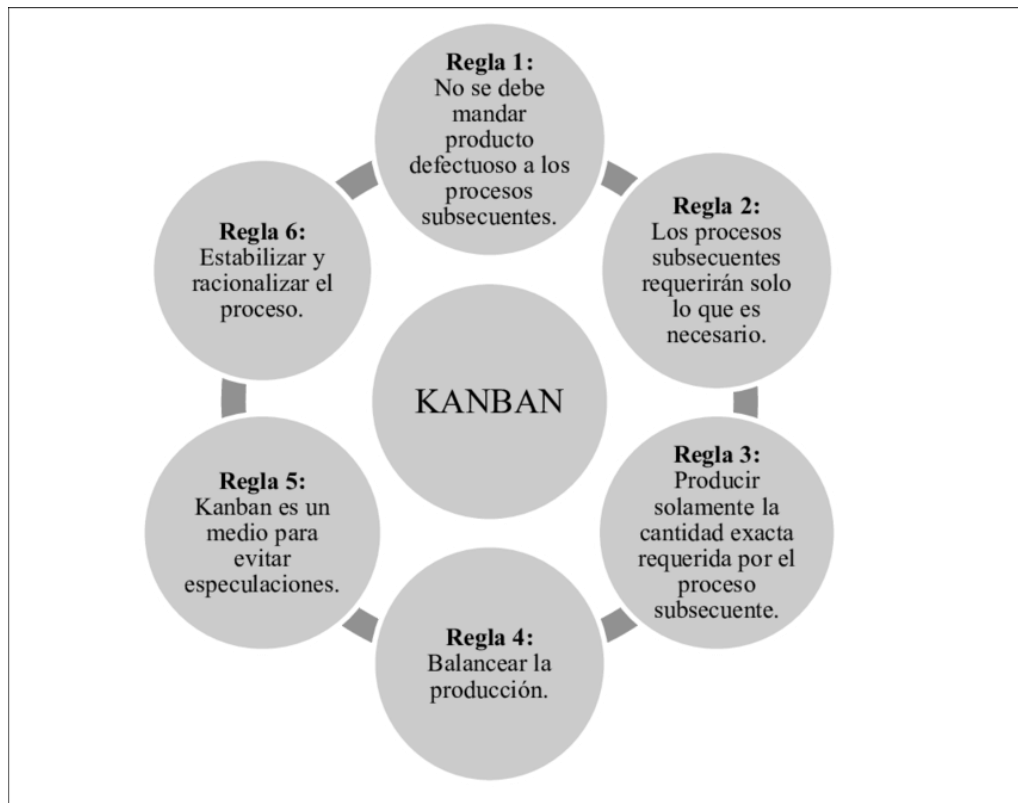 Regla 1:
No se debe
mandar
producto
defectuoso a los
procesos
subsecuentes.
Regla 2:
Los procesos
subsecuentes
requerirán solo
lo que es
necesario.
Regla 3:
Producir
solamente la
cantidad exacta
requerida por el
proceso
subsecuente.
Regla 4:
Balancear la
producción.
Regla 5:
Kanban es un
medio para
evitar
especulaciones.
Regla 6:
Estabilizar y
racionalizar el
proceso.
KANBAN